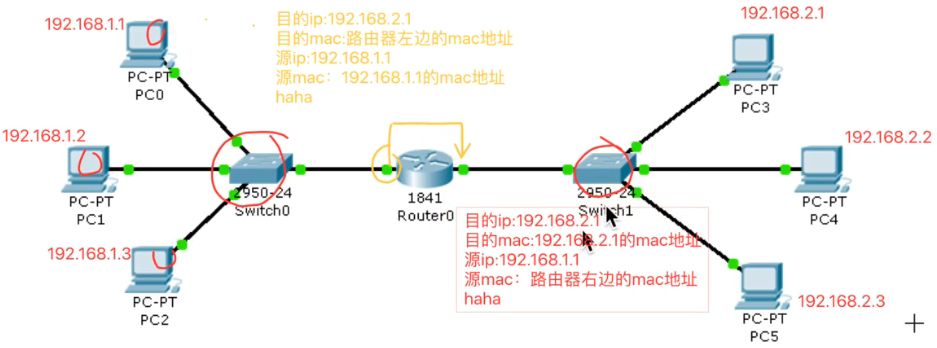 192.168.1.1
PC-PT
PC0
192.168.1.2
PC-PT
PC1
192.168.1.3
PC-PT
PC2
2950-24
Switch0
目的ip:192.168.2.1
目的mac:路由器左边的mac地址
源ip:192.168.1.1
源mac：192.168.1.1的mac地址
haha
1841
Router0
2950-24
Switch1
目的ip:192.168.2.1
目的mac:192.168.2.1的mac地址
源ip:192.168.1.1
源mac：路由器右边的mac地址
haha
192.168.2.1
PC-PT
PC3
192.168.2.2
PC-PT
PC4
192.168.2.3
PC-PT
PC5